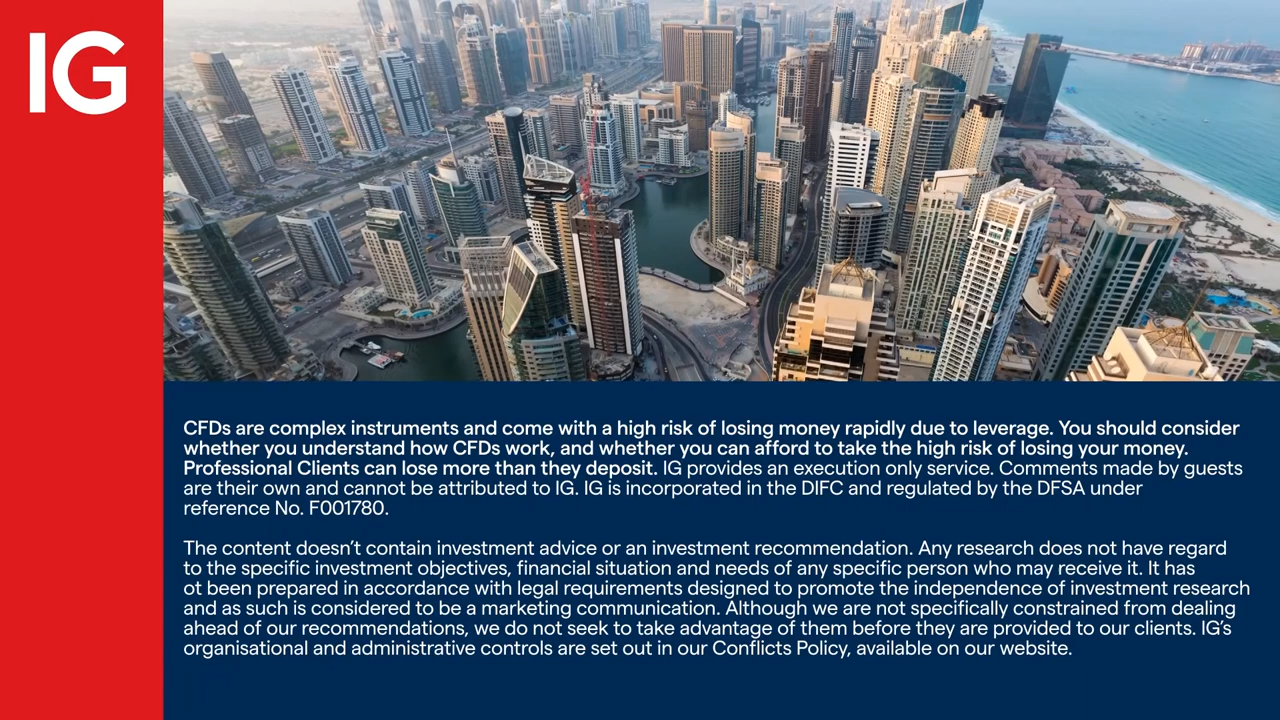 IG
CFDs are complex instruments and come with a high risk of losing money rapidly due to leverage. You should consider
whether you understand how CFDs work, and whether you can afford to take the high risk of losing your money.
Professional Clients can lose more than they deposit. IG provides an execution only service. Comments made by guests
are their own and cannot be attributed to IG. IG is incorporated in the DIFC and regulated by the DFSA under
reference No. F001780.
The content doesn’t contain investment advice or an investment recommendation. Any research does not have regard
to the specific investment objectives, financial situation and needs of any specific person who may receive it. It has
ot been prepared in accordance with legal requirements designed to promote the independence of investment research
and as such is considered to be a marketing communication. Although we are not specifically constrained from dealing
ahead of our recommendations, we do not seek to take advantage of them before they are provided to our clients. IG’s
organisational and administrative controls are set out in our Conflicts Policy, available on our website.